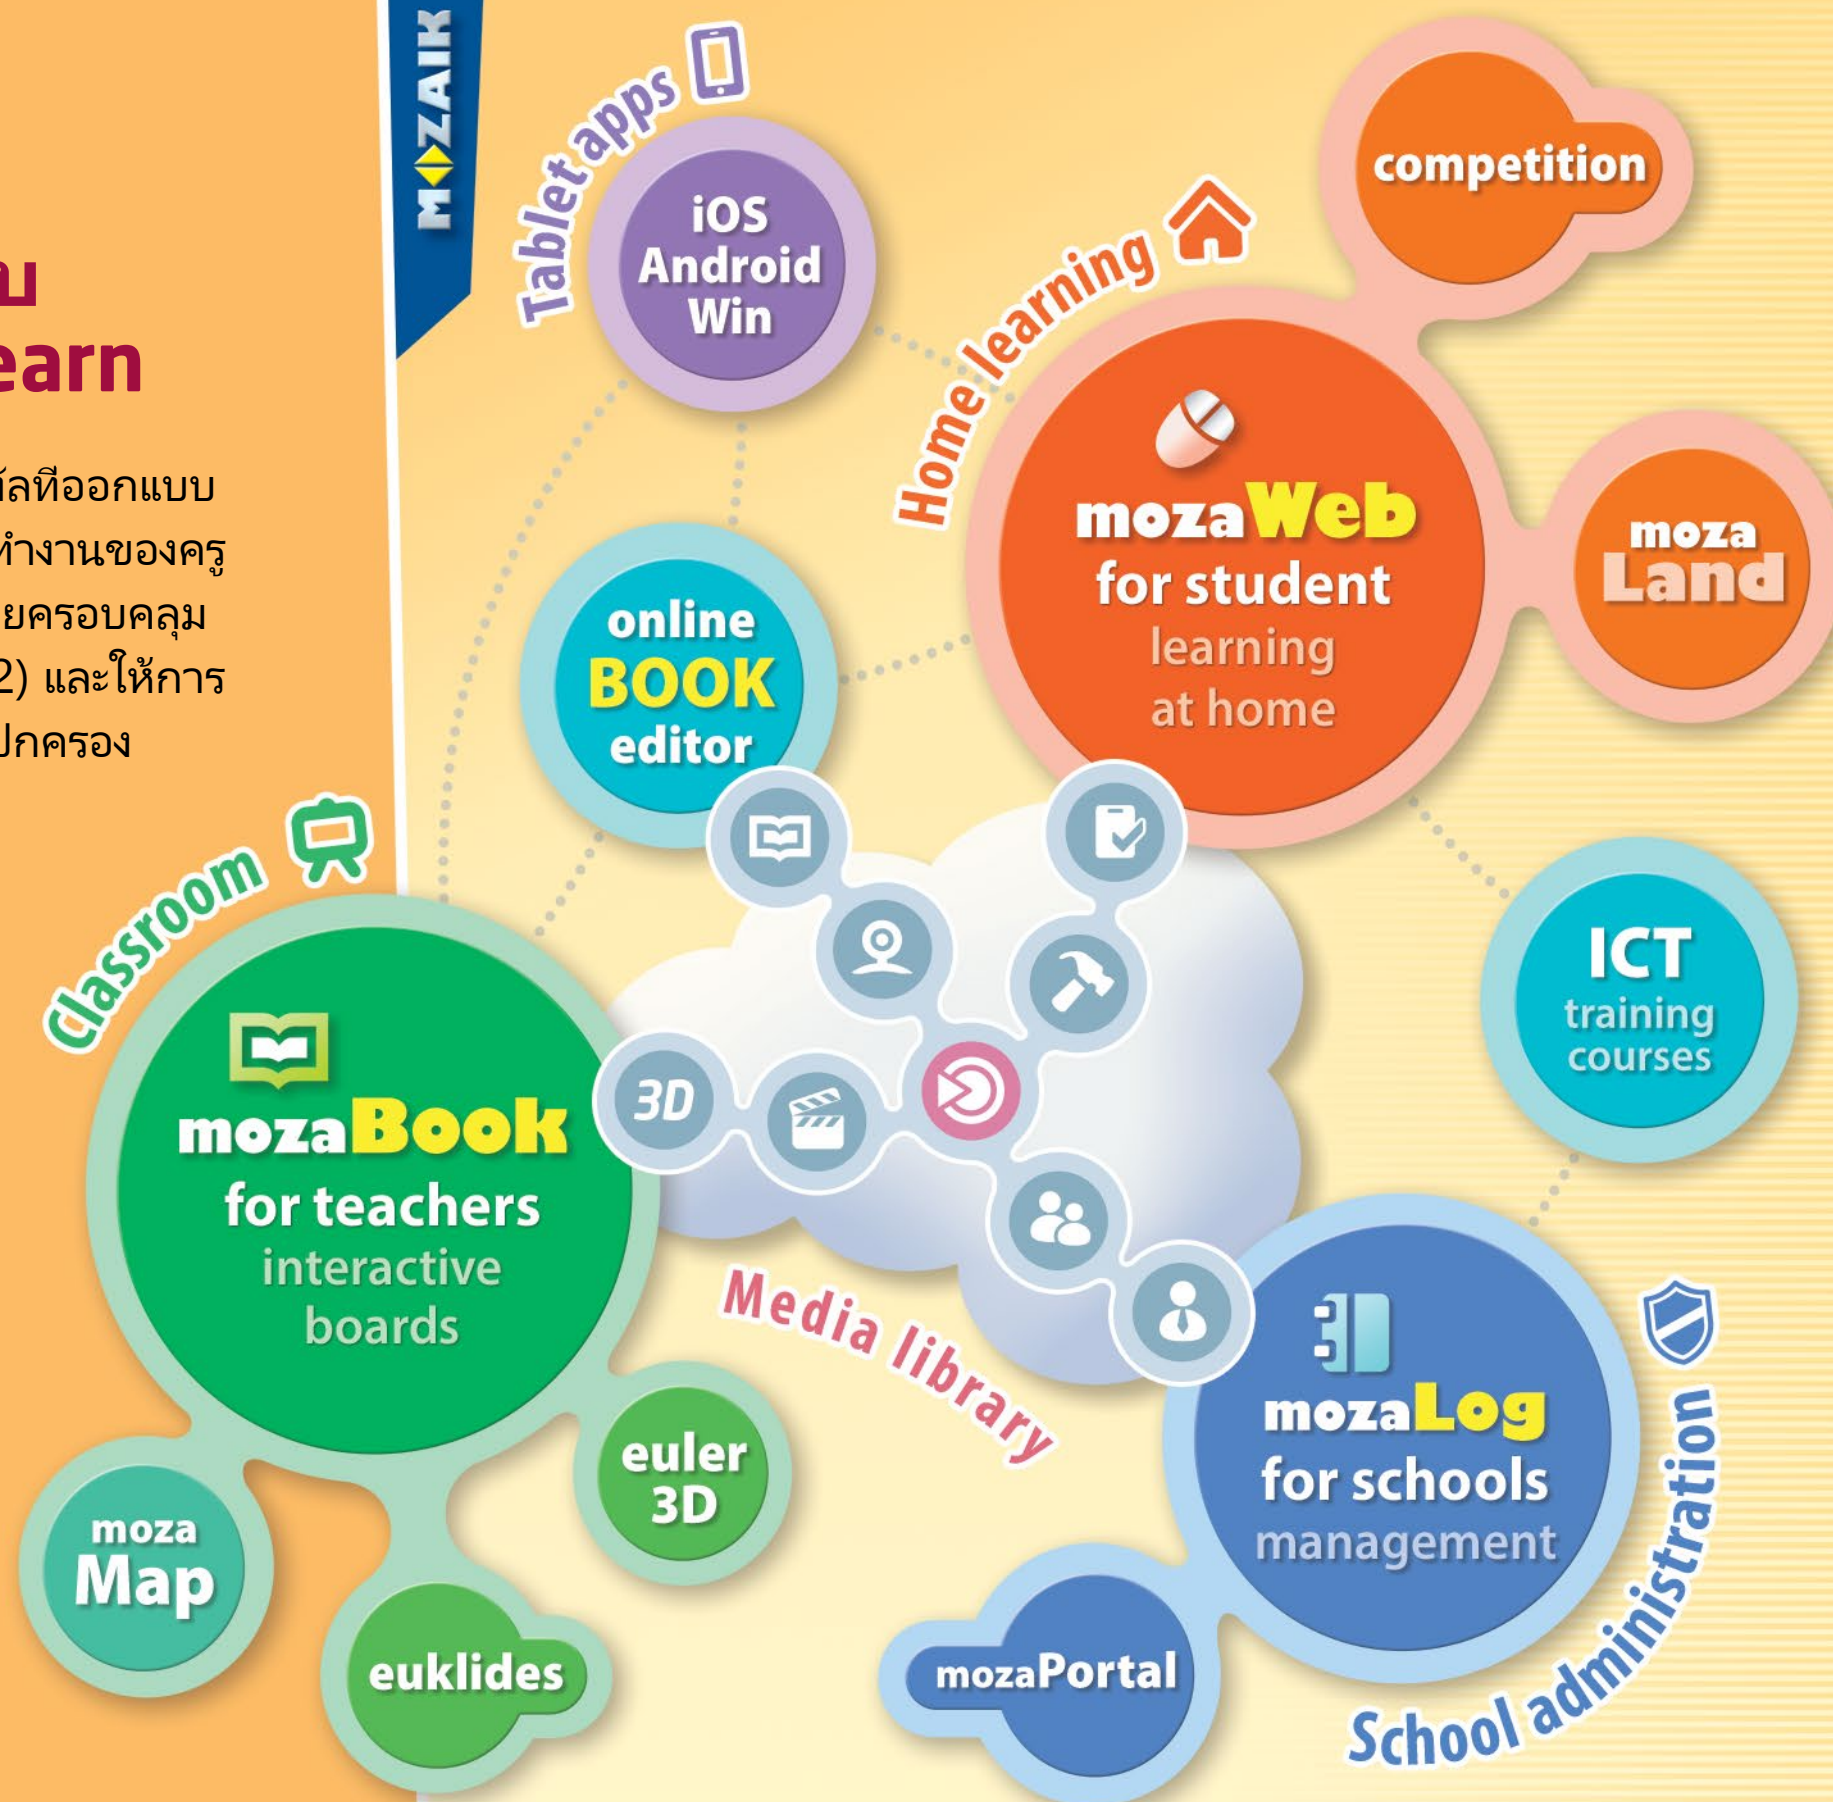 บ
earn
ัลที่ออกแบบ
ทำงานของครู
ยครอบคลุม
2) และให้การ
ปกครอง
MOZAIK
Tablet apps
iOS
Android
Win
Home learning
competition
mozaWeb
for student
learning
at home
moza
Land
online
BOOK
editor
Classroom
mozaBook
for teachers
interactive
boards
3D
ICT
training
courses
Media library
mozaLog
for schools
management
School administration
moza
Map
euler
3D
euklides
mozaPortal